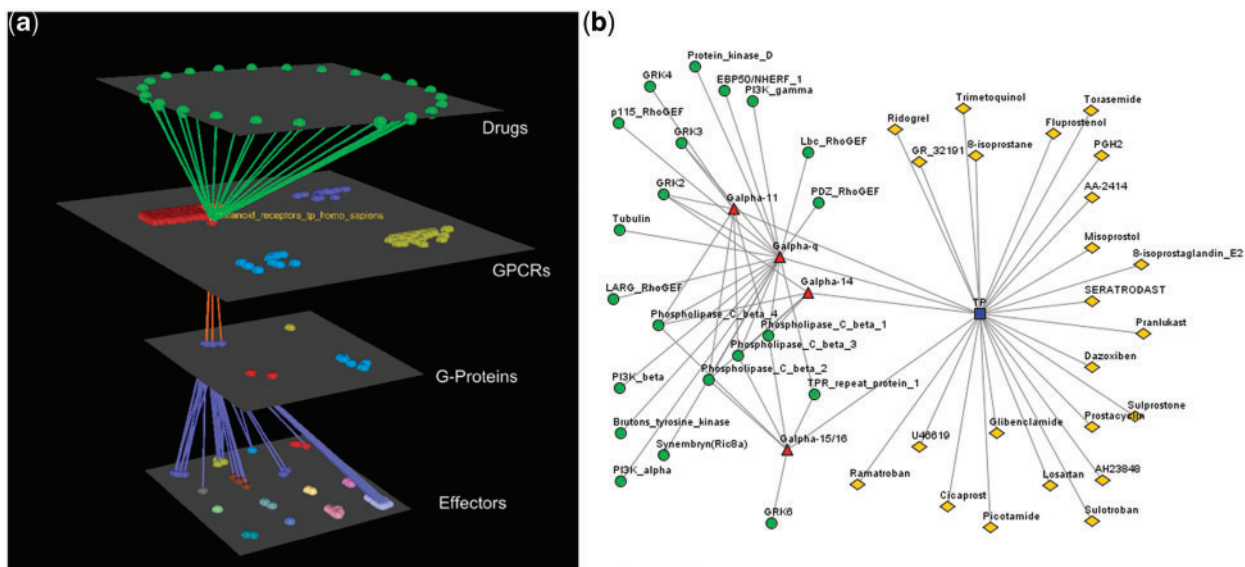 (a)
Drugs
GPCRs
G-Proteins
Effectors
(b)
Protein_kinase_D
GRK4
EBP50/NHERF_1
PI3K_gamma
p115_RhoGEF
GRK3
Lbc_RhoGEF
GRK2
PDZ_RhoGEF
Galpha-11
Tubulin
Galpha-q
LARG_RhoGEF
Galpha-14
Phospholipase_C_beta_4
Phospholipase_C_beta_1
Phospholipase_C_beta_3
Phospholipase_C_beta_2
PI3K_beta
TPR_repeat_protein_1
Brutons_tyrosine_kinase
Synembryn(Ric8a)
Galpha-15/16
PI3K_alpha
GRK6
Trimetoquinol
Torasemide
Ridogrel
Fluprostenol
GR_32191
8-isoprostane
PGH2
AA-2414
Misoprostol
8-isoprostaglandin_E2
TP
SERATRODAST
Pranlukast
Dazoxiben
Sulprostone
Prostacyclin
Glibenclamide
U46619
Ramatroban
Losartan
AH23848
Cicaprost
Picotamide
Sulotroban